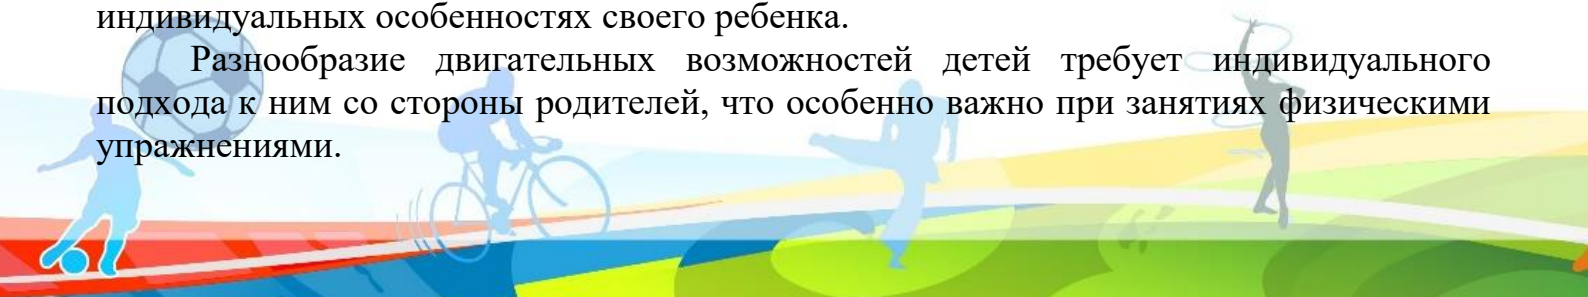 индивидуальных особенностях своего ребенка.
Разнообразие двигательных возможностей детей требует индивидуального
подхода к ним со стороны родителей, что особенно важно при занятиях физическими
упражнениями.